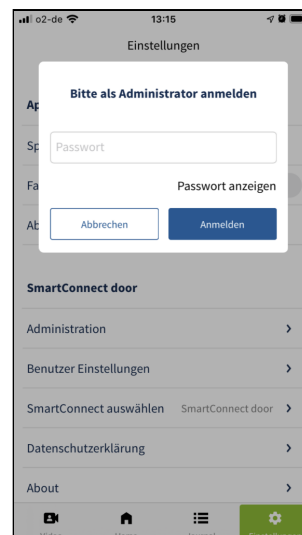 o2-de
13:15
Einstellungen
Bitte als Administrator anmelden
Ap
Sp
Passwort
Fa
Passwort anzeigen
Ab
Abbrechen
Anmelden
SmartConnect door
Administration
Benutzer Einstellungen
SmartConnect auswählen SmartConnect door
Datenschutzerklärung
About